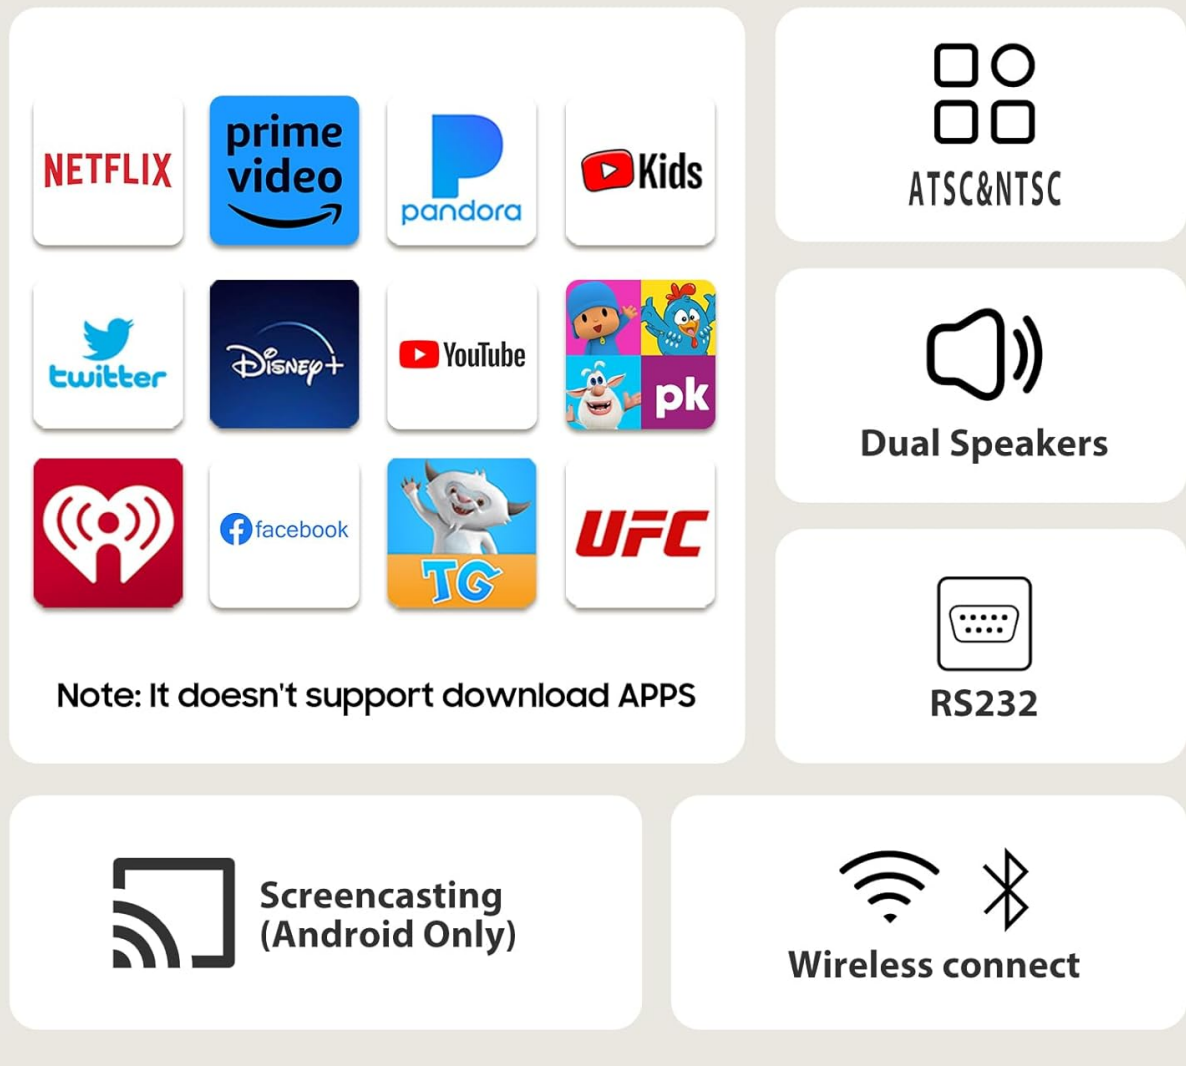 NETFLIX
prime
video
pandora
Kids
twitter
Disney+
YouTube
pk
facebook
TG
UFC
Note: It doesn't support download APPS
ATSC&NTSC
Dual Speakers
RS232
Screencasting
(Android Only)
Wireless connect